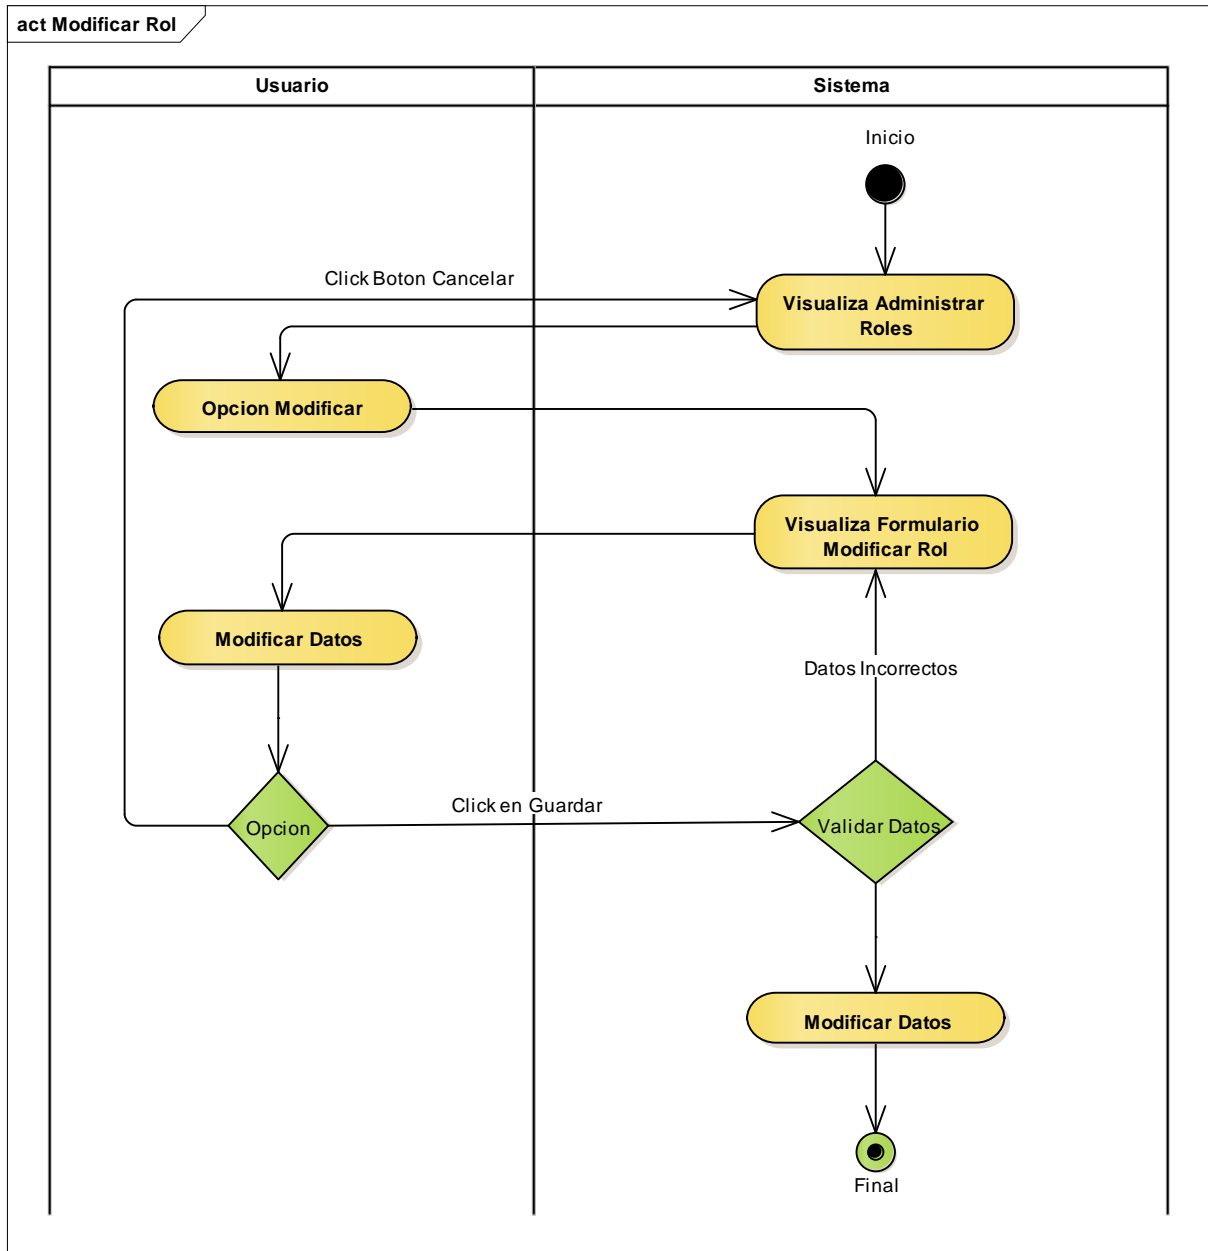 act Modificar Rol
Usuario
Sistema
Inicio
Click Boton Cancelar
Visualiza Administrar
Roles
Opcion Modificar
Visualiza Formulario
Modificar Rol
Modificar Datos
Datos Incorrectos
Click en Guardar
Opcion
Validar Datos
Modificar Datos
Final